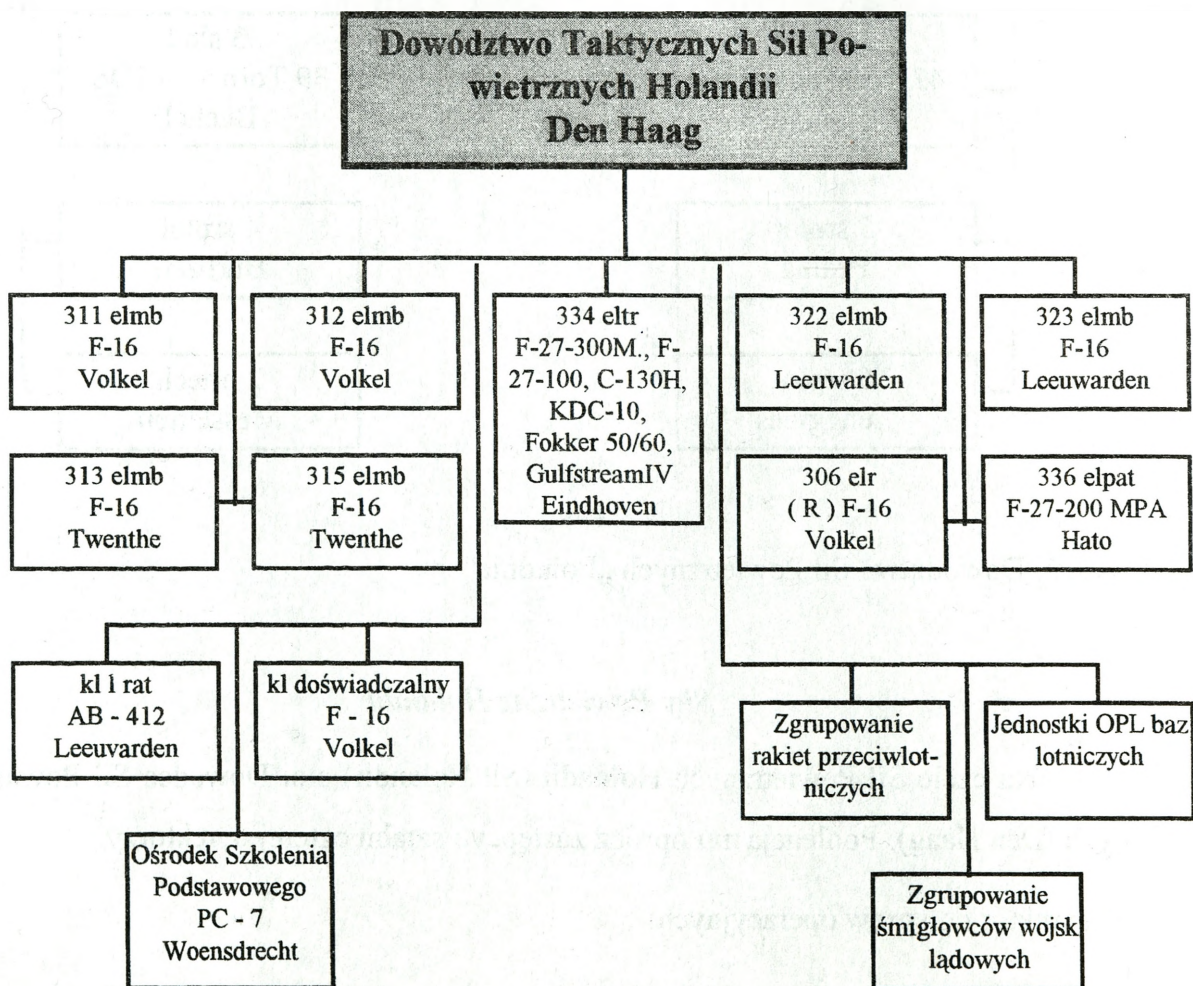 Dowództwo Taktycznych Sił Po-
wietrznych Holandii
Den Haag
311 elmb
F-16
Volkel
312 elmb
F-16
Volkel
334 eltr
F-27-300M., F-
27-100, C-130H,
KDC-10,
Fokker 50/60,
GulfstreamIV
Eindhoven
322 elmb
F-16
Leeuwarden
323 elmb
F-16
Leeuwarden
313 elmb
F-16
Twenthe
315 elmb
F-16
Twenthe
306 elr
( R ) F-16
Volkel
336 elpat
F-27-200 MPA
Hato
kl ł rat
AB - 412
Leeuvarden
kl doświadczalny
F - 16
Volkel
Zgrupowanie
rakiet przeciwlot-
niczych
Jednostki OPL baz
lotniczych
Ośrodek Szkolenia
Podstawowego
PC - 7
Woensdrecht
Zgrupowanie
śmigłowców wojsk
lądowych